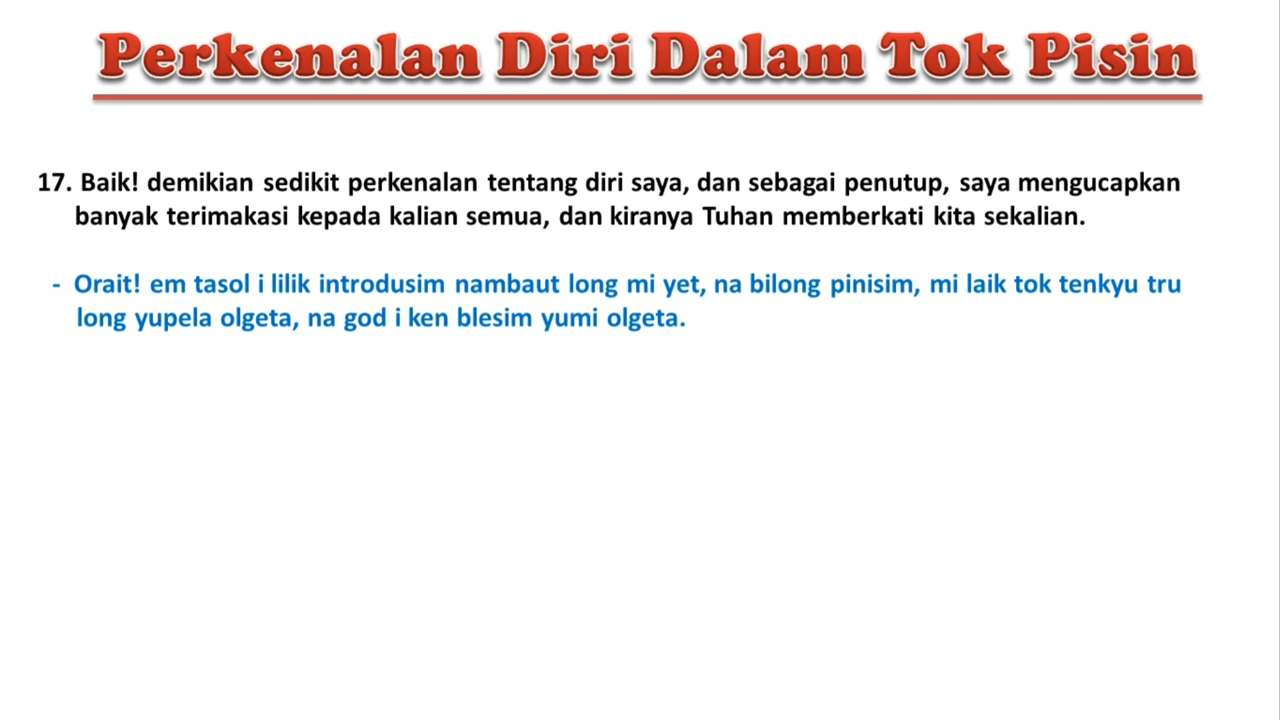 Perkenalan Diri Dalam Tok Pisin
17. Baik! demikian sedikit perkenalan tentang diri saya, dan sebagai penutup, saya mengucapkan
banyak terimakasi kepada kalian semua, dan kiranya Tuhan memberkati kita sekalian.
- Orait! em tasol i lilik introdusim nambaut long mi yet, na bilong pinisim, mi laik tok tenkyu tru
long yupela olgeta, na god i ken blesim yumi olgeta.